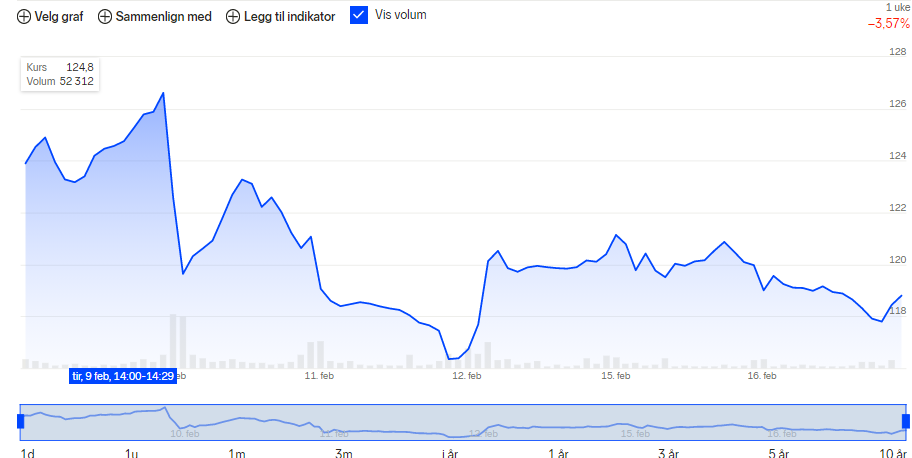 Velg graf Sammenlign med Legg til indikator Vis volum
1 uke
−3,57%
128
Kurs 124,8
Volum 52 312
126
124
122
120
118
tir, 9 feb, 14:00-14:29 eb 11. feb 12. feb 15. feb 16. feb
10. feb 11. feb 12. feb 15. feb 16. feb
1d 1u 1m 3m i år 1 år 3 år 5 år 10 år